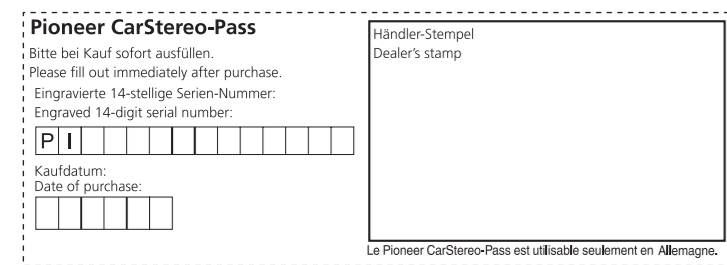 Pioneer CarStereo-Pass
Bitte bei Kauf sofort ausfüllen.
Please fill out immediately after purchase.
Eingravierte 14-stellige Serien-Nummer:
Engraved 14-digit serial number:
P I
Kaufdatum:
Date of purchase:
Händler-Stempel
Dealer's stamp
Le Pioneer CarStereo-Pass est utilisable seulement en Allemagne.